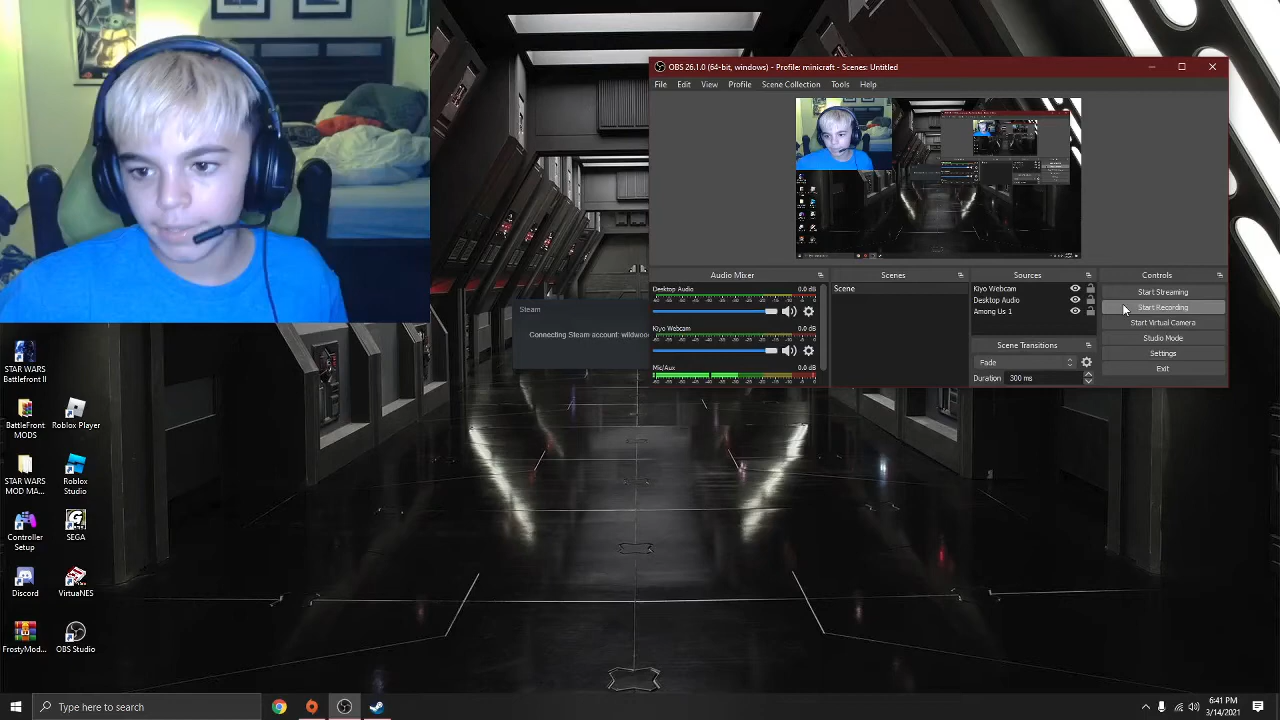 OBS 26.1.0 (64-bit, windows) - Profile: minicraft - Scenes: Untitled
File Edit View Profile Scene Collection Tools Help
Audio Mixer
Desktop Audio 0.0 dB
Kiyo Webcam 0.0 dB
Mic/Aux 0.0 dB
Scenes
Scene
Sources
Kiyo Webcam
Desktop Audio
Among Us 1
Scene Transitions
Fade
Duration 300 ms
Controls
Start Streaming
Start Recording
Start Virtual Camera
Studio Mode
Settings
Exit
Steam
Connecting Steam account:
STAR WARS
BattleFront
MODS
Roblox Player
STAR WARS
MOD MA...
Roblox
Studio
Controller
Setup
SEGA
Discord
VirtuaNES
FrostyMod...
OBS Studio
Type here to search
6:41 PM
3/14/2021